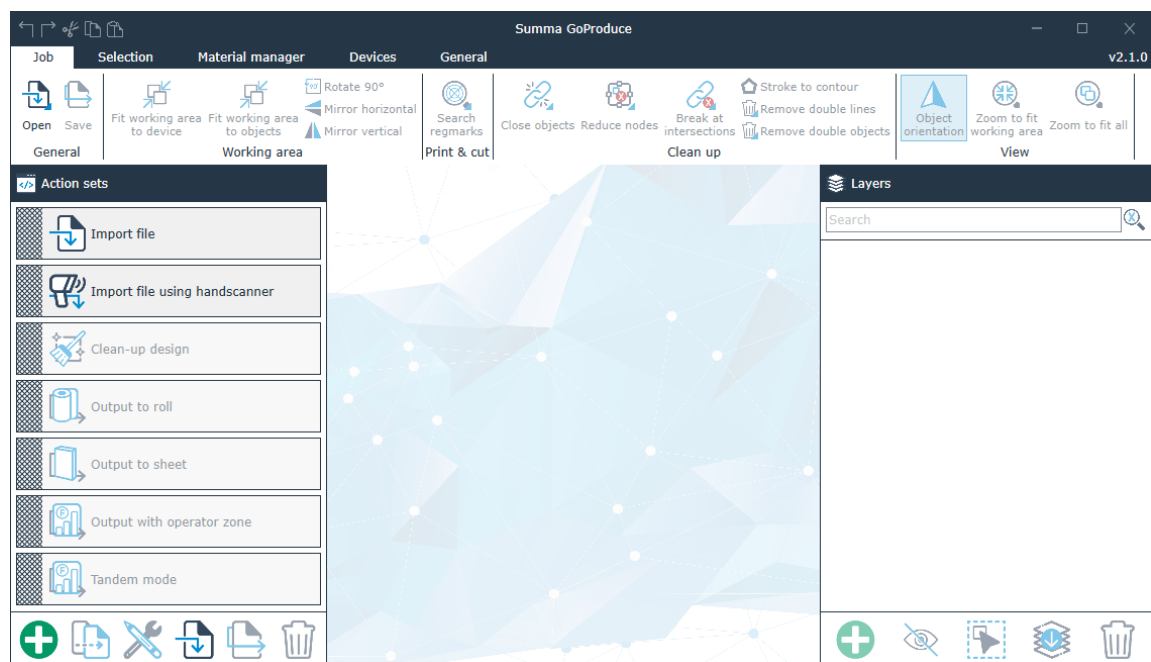 Summa GoProduce
Job Selection Material manager Devices General v2.1.0
Open Save
General
Fit working area to device
Fit working area to objects
Rotate 90°
Mirror horizontal
Mirror vertical
Working area
Search regmarks
Print & cut
Close objects
Reduce nodes
Break at intersections
Stroke to contour
Remove double lines
Remove double objects
Clean up
Object orientation
Zoom to fit working area
Zoom to fit all
View
Action sets
Import file
Import file using handscanner
Clean-up design
Output to roll
Output to sheet
Output with operator zone
Tandem mode
Layers
Search